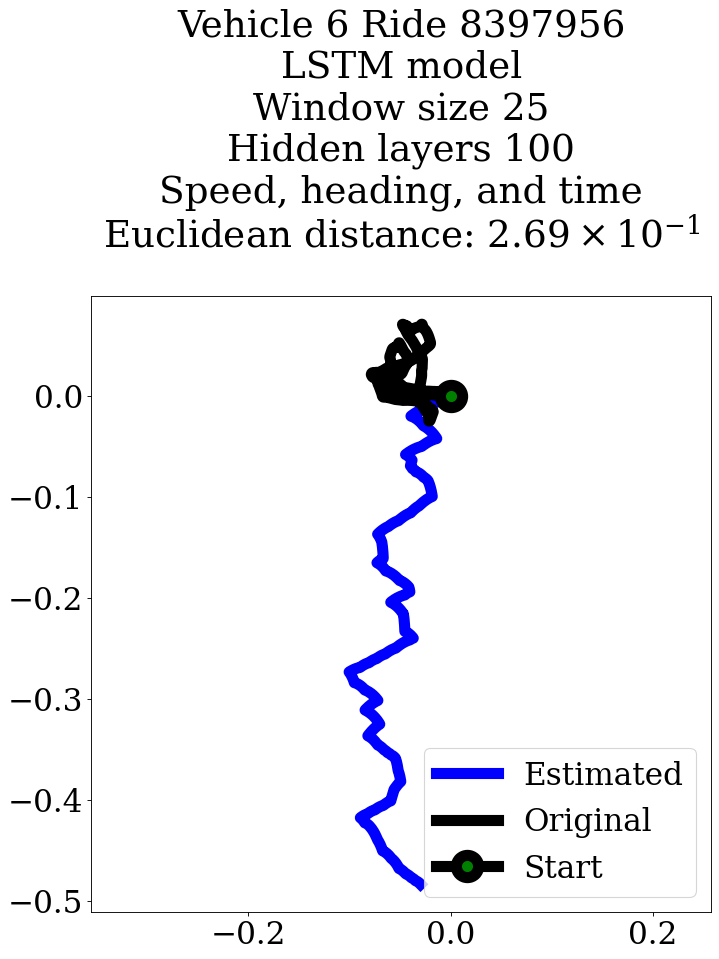 Vehicle 6 Ride 8397956
LSTM model
Window size 25
Hidden layers 100
Speed, heading, and time
Euclidean distance: 2.69 × 10⁻¹
0.0
−0.1
−0.2
−0.3
−0.4
−0.5
Estimated
Original
Start
−0.2 0.0 0.2